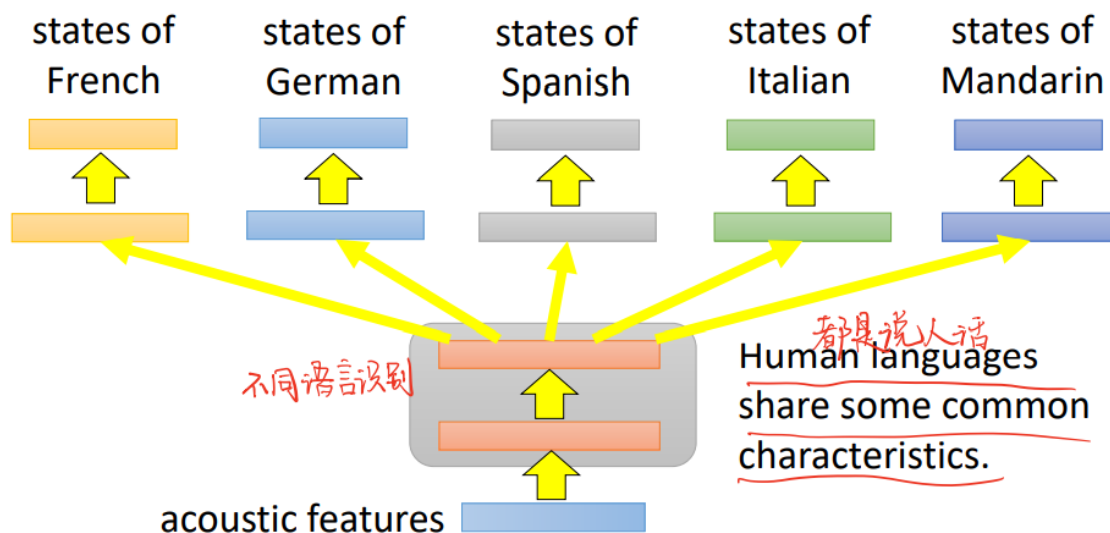 states of
French
states of
German
states of
Spanish
states of
Italian
states of
Mandarin
不同语言识别
都是说人话
Human languages
share some common
characteristics.
acoustic features